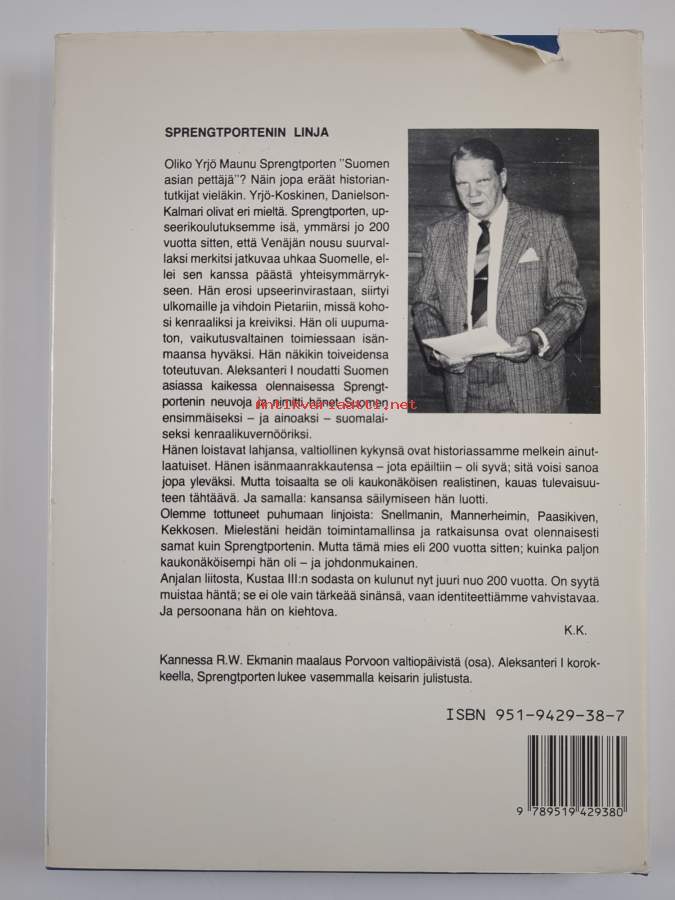 SPRENGTPORTENIN LINJA
Oliko Yrjö Maunu Sprengtporten "Suomen
asian pettäjä"? Näin jopa eräät historian-
tutkijat vieläkin. Yrjö-Koskinen, Danielson-
Kalmari olivat eri mieltä. Sprengtporten, up-
seerikoulutuksemme isä, ymmärsi jo 200
vuotta sitten, että Venäjän nousu suurval-
laksi merkitsi jatkuvaa uhkaa Suomelle, el-
lei sen kanssa päästä yhteisymmärryk-
seen. Hän erosi upseerinvirastaan, siirtyi
ulkomaille ja vihdoin Pietariin, missä koho-
si kenraaliksi ja kreiviksi. Hän oli uupuma-
ton, vaikutusvaltainen toimiessaan isän-
maansa hyväksi. Hän näkikin toiveidensa
toteutuvan. Aleksanteri I noudatti Suomen
asiassa kaikessa olennaisessa Sprengt-
portenin neuvoja ja nimitti hänet Suomen
antikvariaatti.net
ensimmäiseksi – ja ainoaksi – suomalai-
seksi kenraalikuvernööriksi.
Hänen loistavat lahjansa, valtiollinen kykynsä ovat historiassamme melkein ainut-
laatuiset. Hänen isänmaanrakkautensa – jota epäiltiin – oli syvä; sitä voisi sanoa
jopa yleväksi. Mutta toisaalta se oli kaukonäköisen realistinen, kauas tulevaisuu-
teen tähtäävä. Ja samalla: kansansa säilymiseen hän luotti.
Olemme tottuneet puhumaan linjoista: Snellmanin, Mannerheimin, Paasikiven,
Kekkosen. Mielestäni heidän toimintamallinsa ja ratkaisunsa ovat olennaisesti
samat kuin Sprengtportenin. Mutta tämä mies eli 200 vuotta sitten; kuinka paljon
kaukonäköisempi hän oli – ja johdonmukainen.
Anjalan liitosta, Kustaa III:n sodasta on kulunut nyt juuri nuo 200 vuotta. On syytä
muistaa häntä; se ei ole vain tärkeää sinänsä, vaan identiteettiämme vahvistavaa.
Ja persoonana hän on kiehtova.
K.K.
Kannessa R.W. Ekmanin maalaus Porvoon valtiopäivistä (osa). Aleksanteri I korok-
keella, Sprengtporten lukee vasemmalla keisarin julistusta.
ISBN 951-9429-38-7
9 789519 429380